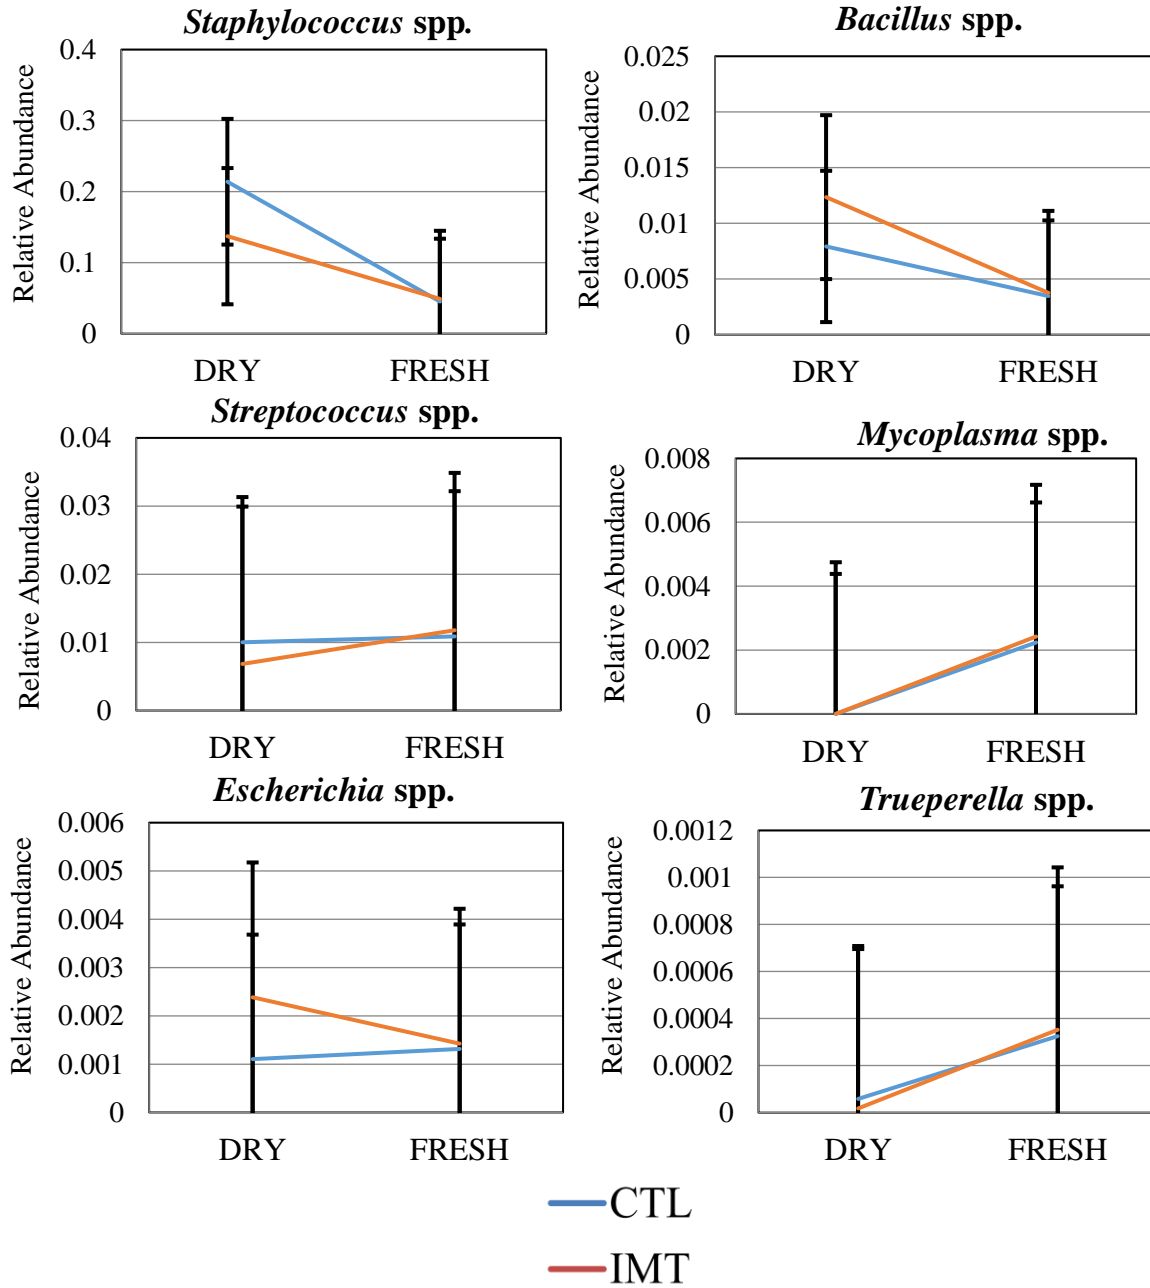 Staphylococcus spp.
Relative Abundance
0.4
0.3
0.2
0.1
0
DRY FRESH
Bacillus spp.
Relative Abundance
0.025
0.02
0.015
0.01
0.005
0
DRY FRESH
Streptococcus spp.
Relative Abundance
0.04
0.03
0.02
0.01
0
DRY FRESH
Mycoplasma spp.
Relative Abundance
0.008
0.006
0.004
0.002
0
DRY FRESH
Escherichia spp.
Relative Abundance
0.006
0.005
0.004
0.003
0.002
0.001
0
DRY FRESH
Trueperella spp.
Relative Abundance
0.0012
0.001
0.0008
0.0006
0.0004
0.0002
0
DRY FRESH
CTL
IMT